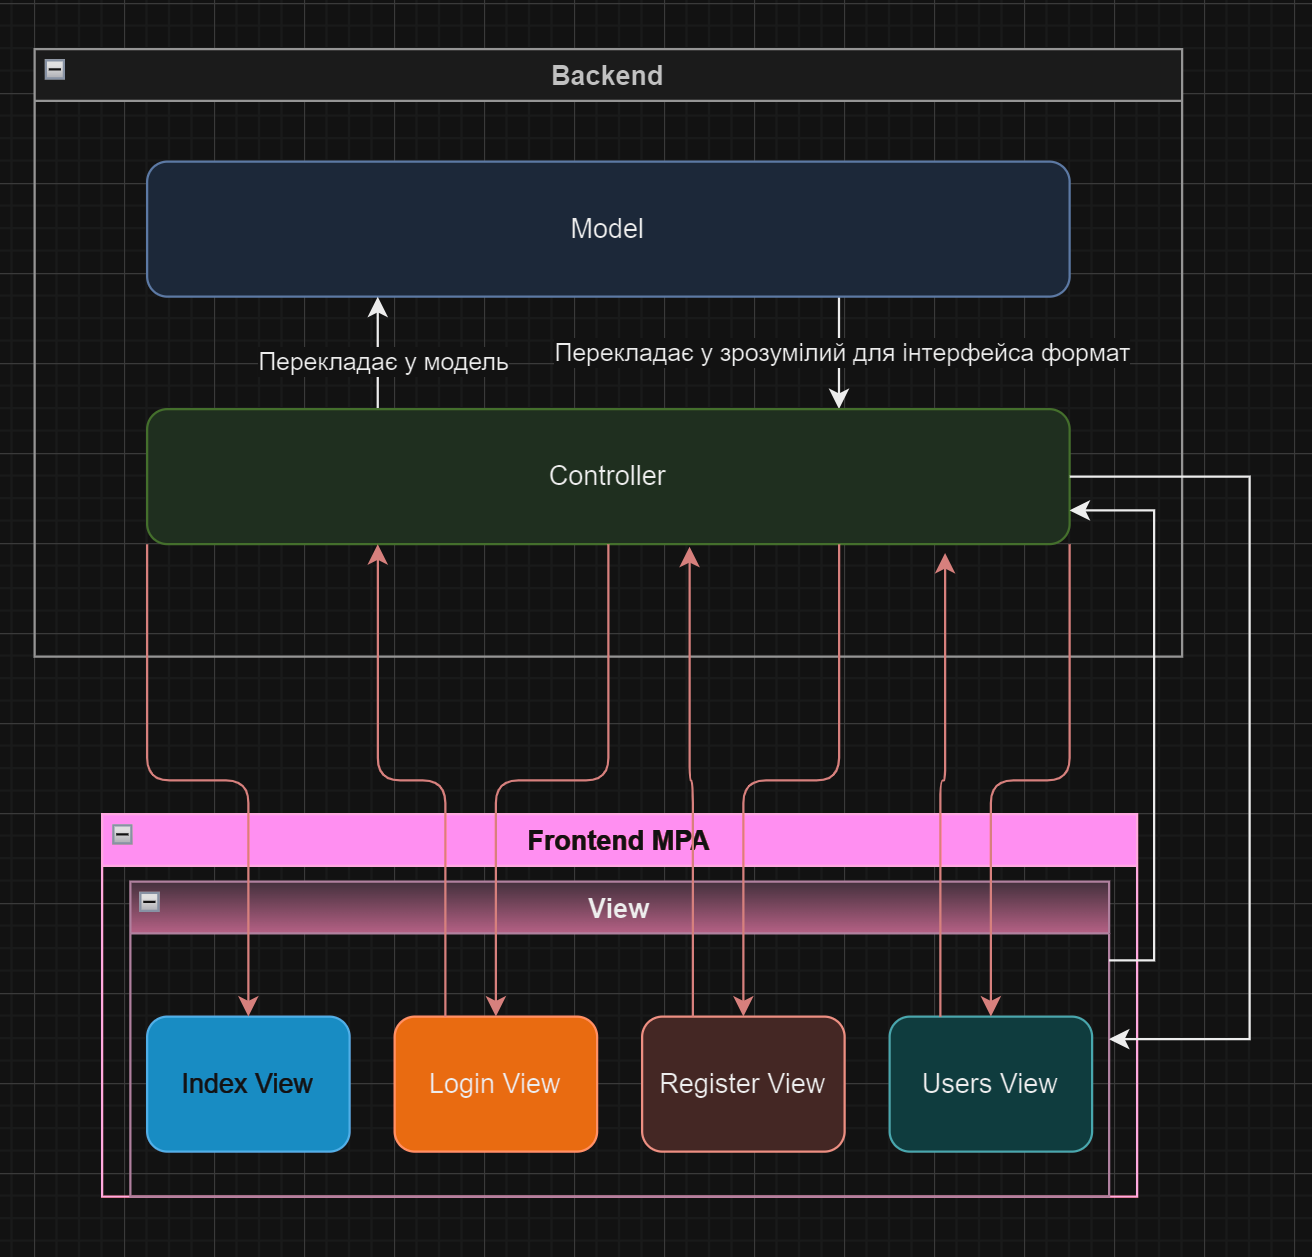 Backend
Model
Перекладає у модель
Перекладає у зрозумілий для інтерфейса формат
Controller
Frontend MPA
View
Index View
Login View
Register View
Users View